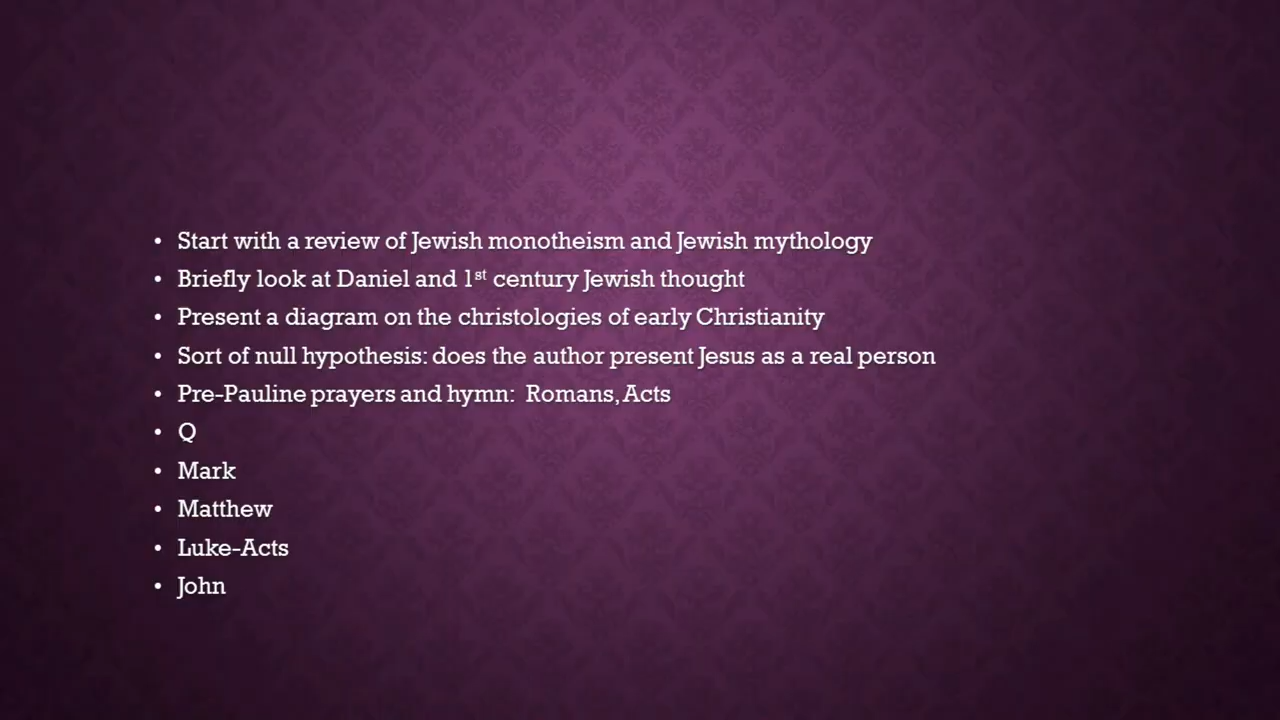 • Start with a review of Jewish monotheism and Jewish mythology
• Briefly look at Daniel and 1st century Jewish thought
• Present a diagram on the christologies of early Christianity
• Sort of null hypothesis: does the author present Jesus as a real person
• Pre-Pauline prayers and hymn: Romans, Acts
• Q
• Mark
• Matthew
• Luke-Acts
• John